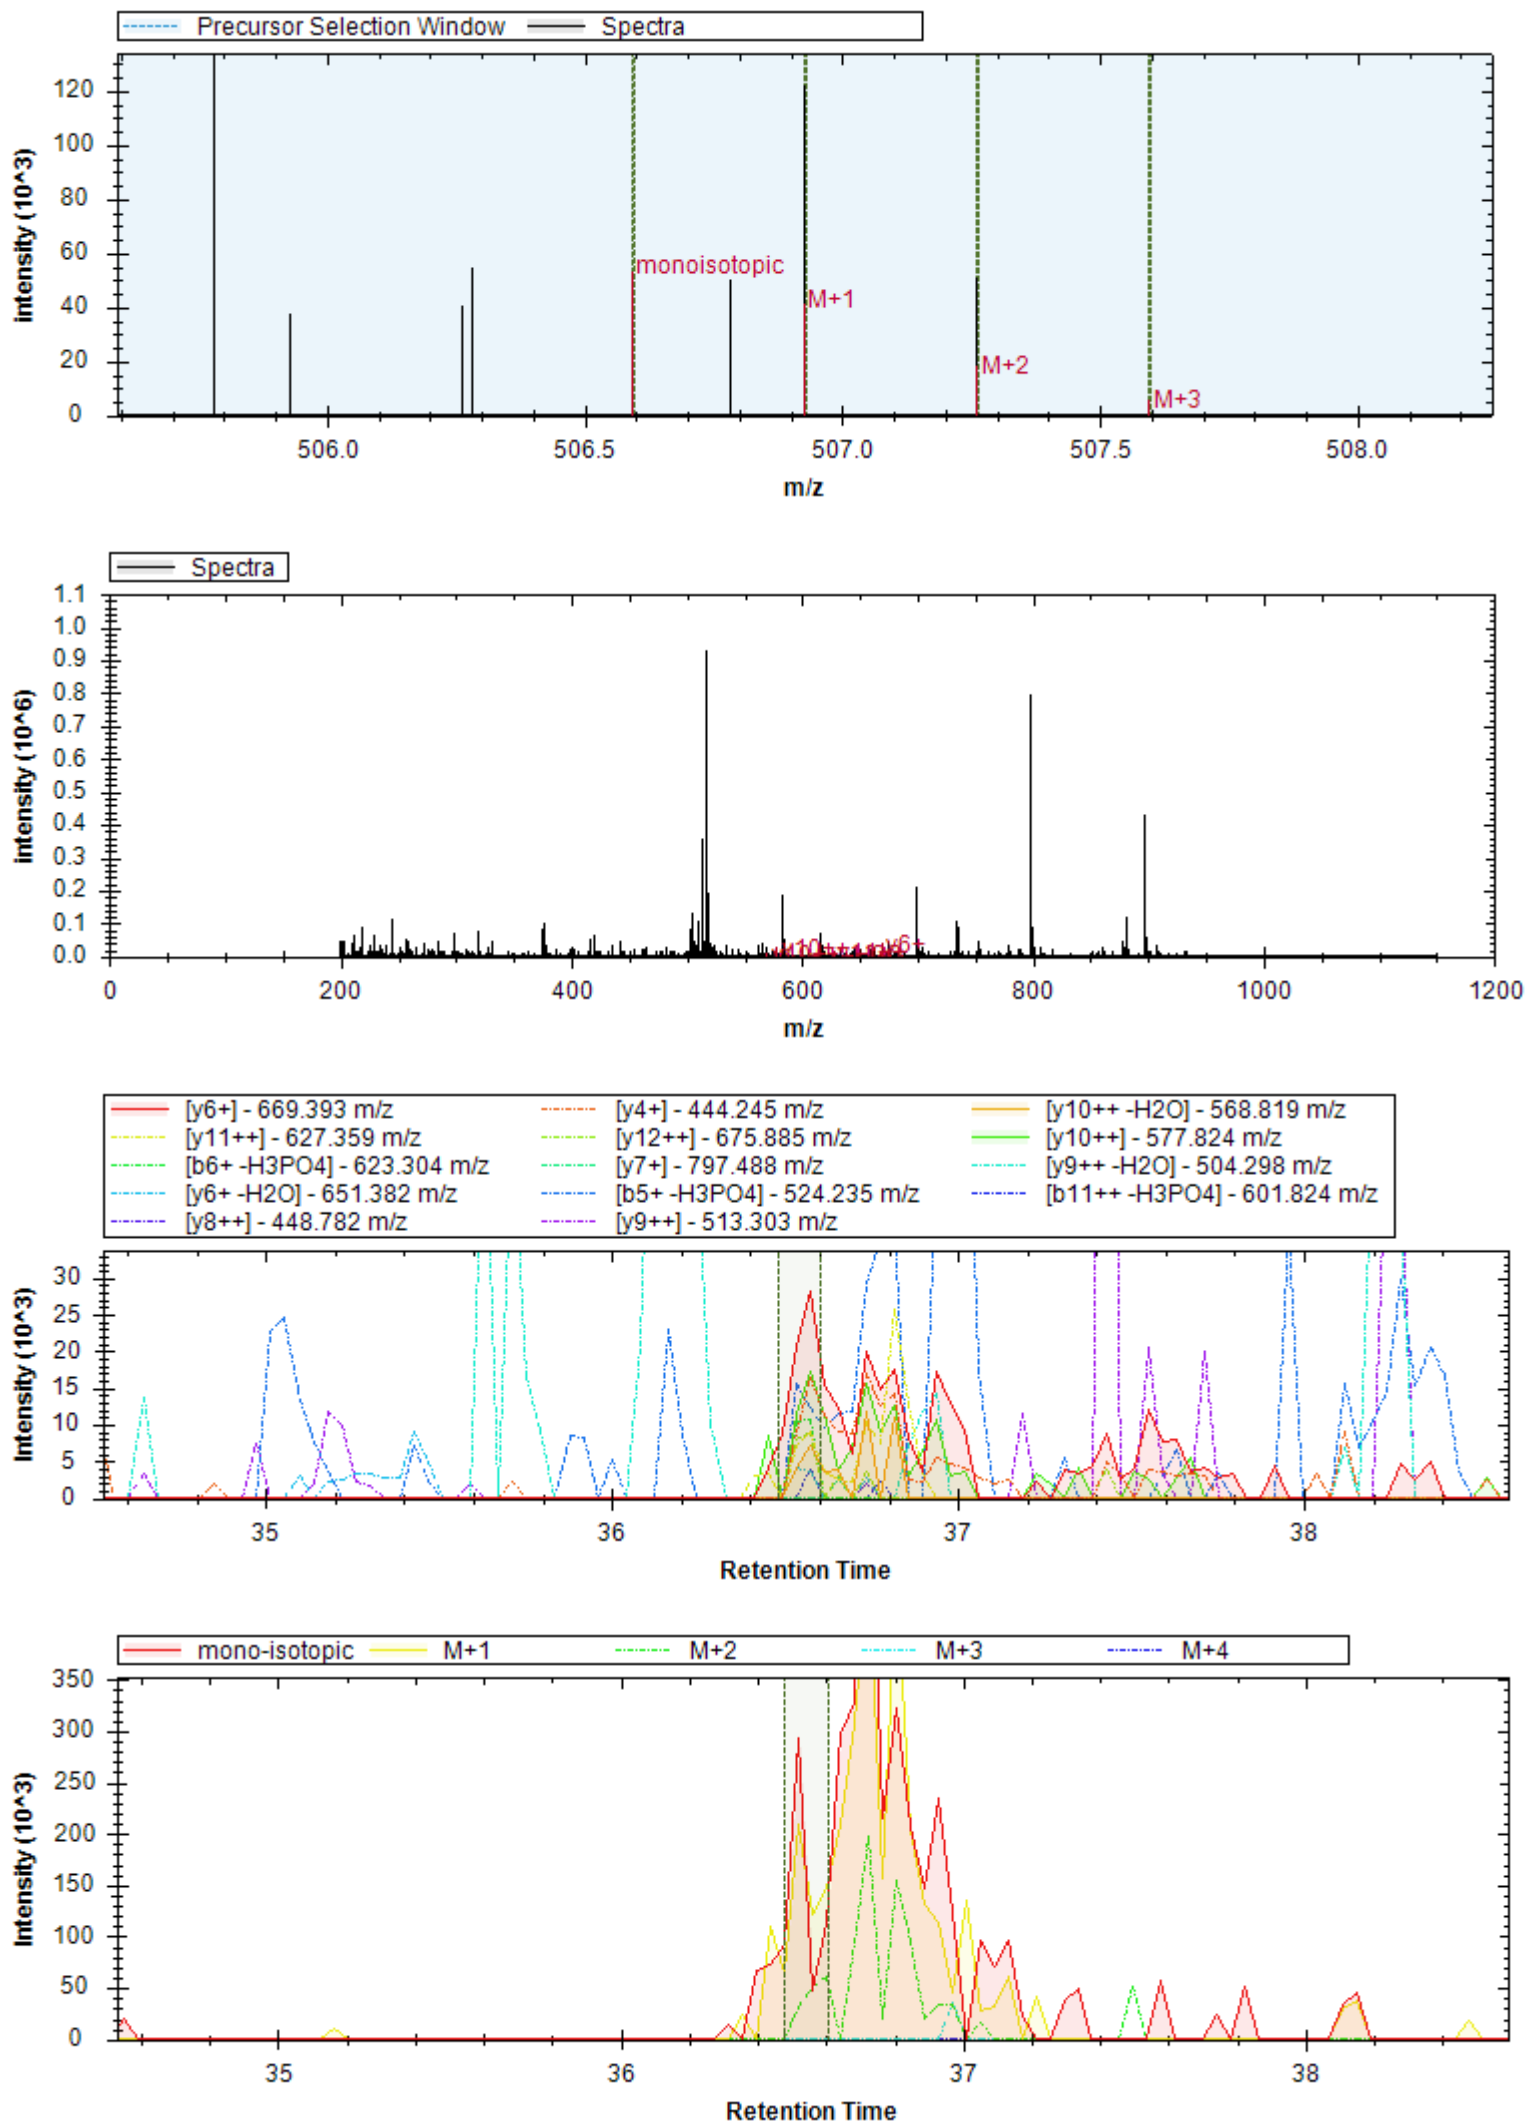 Precursor Selection Window Spectra
intensity (10^3)
120
100
80
60
40
20
0
monoisotopic
M+1
M+2
M+3
506.0 506.5 507.0 507.5 508.0
m/z
Spectra
intensity (10^6)
1.1
1.0
0.9
0.8
0.7
0.6
0.5
0.4
0.3
0.2
0.1
0.0
y6+
0 200 400 600 800 1000 1200
m/z
[y6+] - 669.393 m/z [y4+] - 444.245 m/z [y10++ -H2O] - 568.819 m/z
[y11++] - 627.359 m/z [y12++] - 675.885 m/z [y10++] - 577.824 m/z
[b6+ -H3PO4] - 623.304 m/z [y7+] - 797.488 m/z [y9++ -H2O] - 504.298 m/z
[y6+ -H2O] - 651.382 m/z [b5+ -H3PO4] - 524.235 m/z [b11++ -H3PO4] - 601.824 m/z
[y8++] - 448.782 m/z [y9++] - 513.303 m/z
Intensity (10^3)
30
25
20
15
10
5
0
35 36 37 38
Retention Time
mono-isotopic M+1 M+2 M+3 M+4
Intensity (10^3)
350
300
250
200
150
100
50
0
35 36 37 38
Retention Time